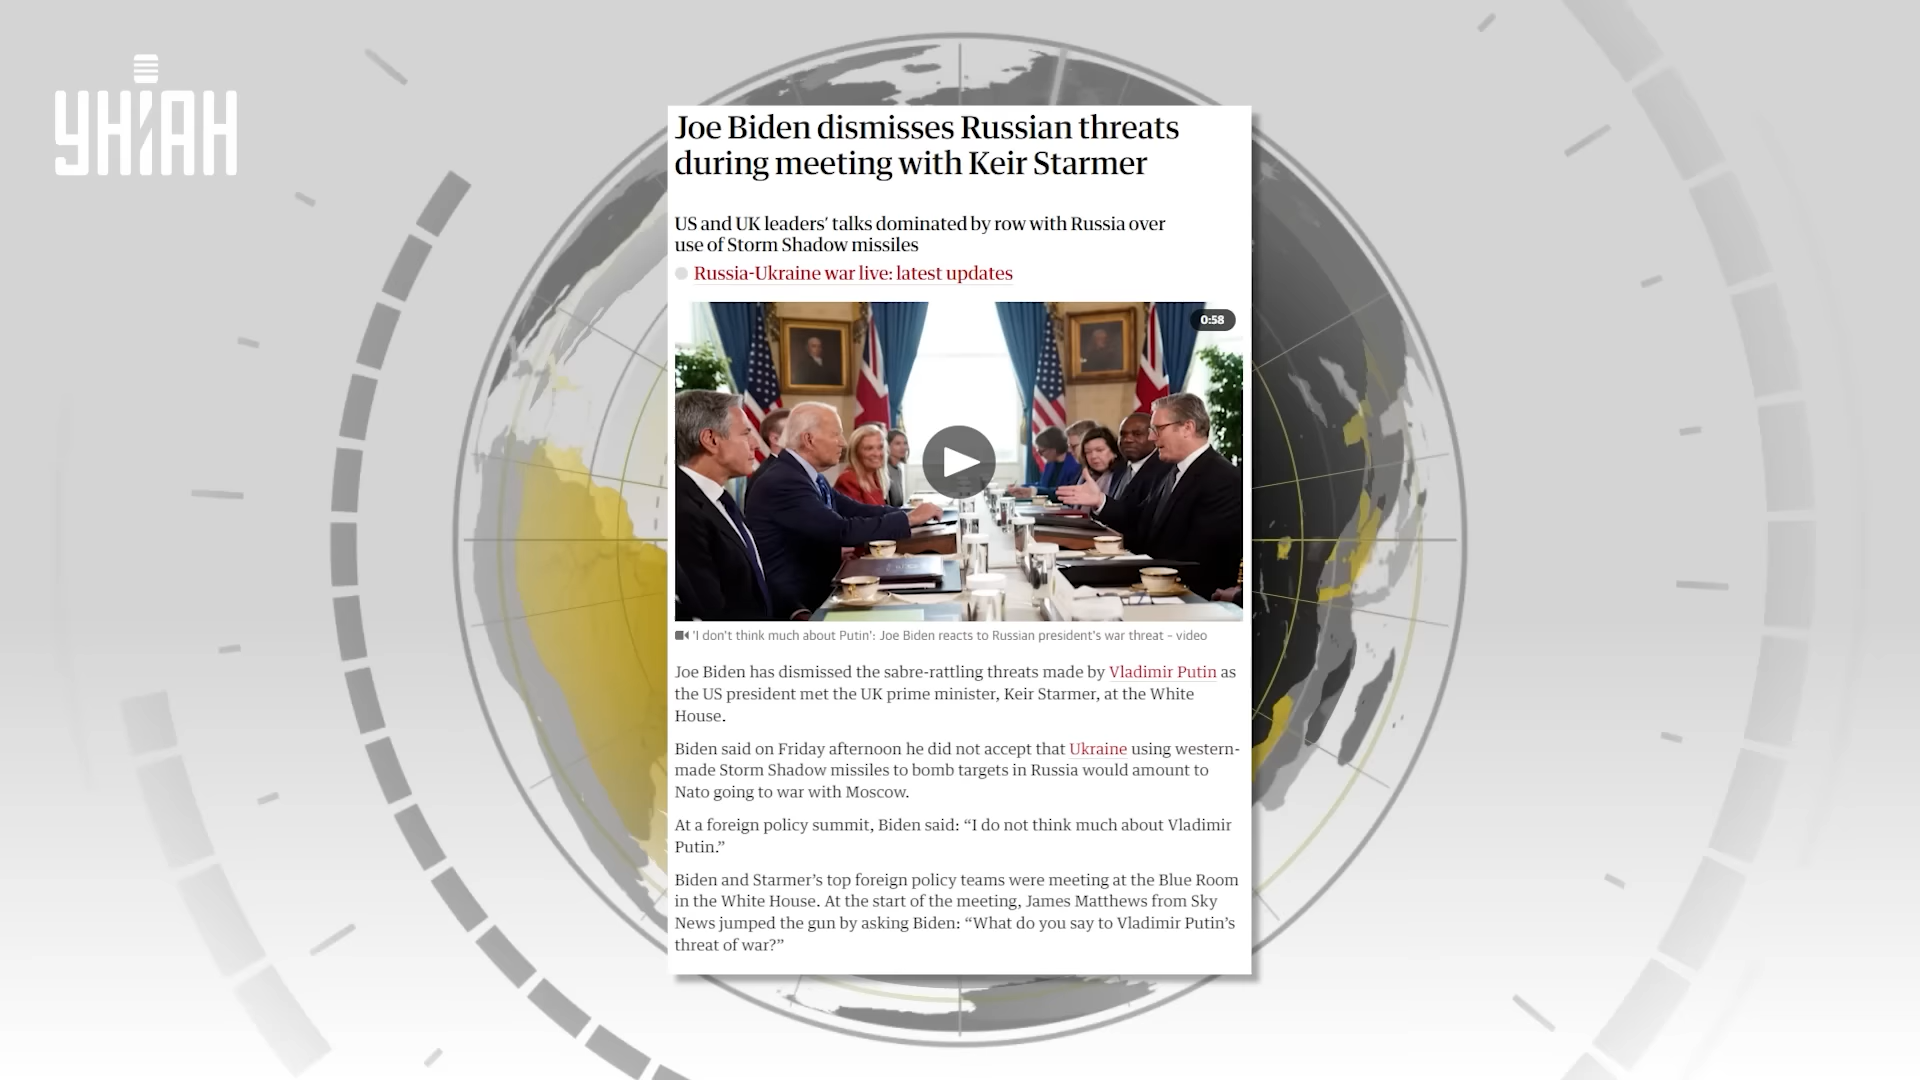 УНІАН
Joe Biden dismisses Russian threats
during meeting with Keir Starmer
US and UK leaders’ talks dominated by row with Russia over
use of Storm Shadow missiles
Russia-Ukraine war live: latest updates
0:58
'I don't think much about Putin': Joe Biden reacts to Russian president's war threat – video
Joe Biden has dismissed the sabre-rattling threats made by Vladimir Putin as
the US president met the UK prime minister, Keir Starmer, at the White
House.
Biden said on Friday afternoon he did not accept that Ukraine using western-
made Storm Shadow missiles to bomb targets in Russia would amount to
Nato going to war with Moscow.
At a foreign policy summit, Biden said: “I do not think much about Vladimir
Putin.”
Biden and Starmer’s top foreign policy teams were meeting at the Blue Room
in the White House. At the start of the meeting, James Matthews from Sky
News jumped the gun by asking Biden: “What do you say to Vladimir Putin’s
threat of war?”